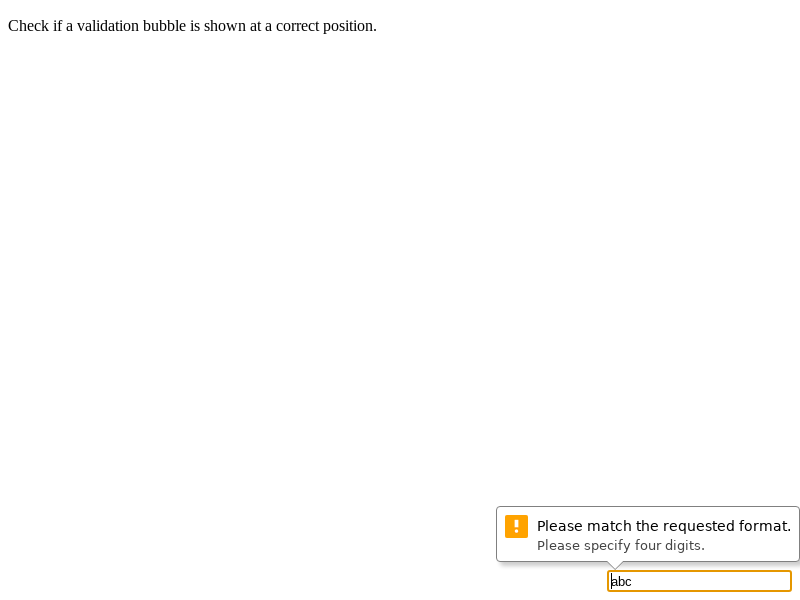 Check if a validation bubble is shown at a correct position.
Please match the requested format.
Please specify four digits.
abc